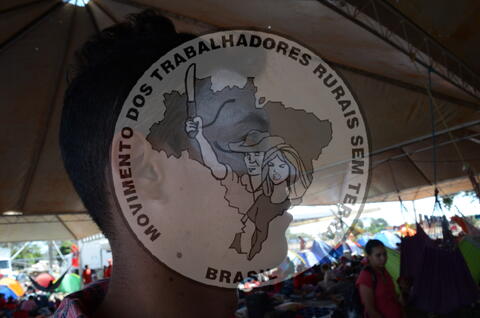 MOVIMENTO DOS TRABALHADORES RURAIS SEM TERRA
BRASIL